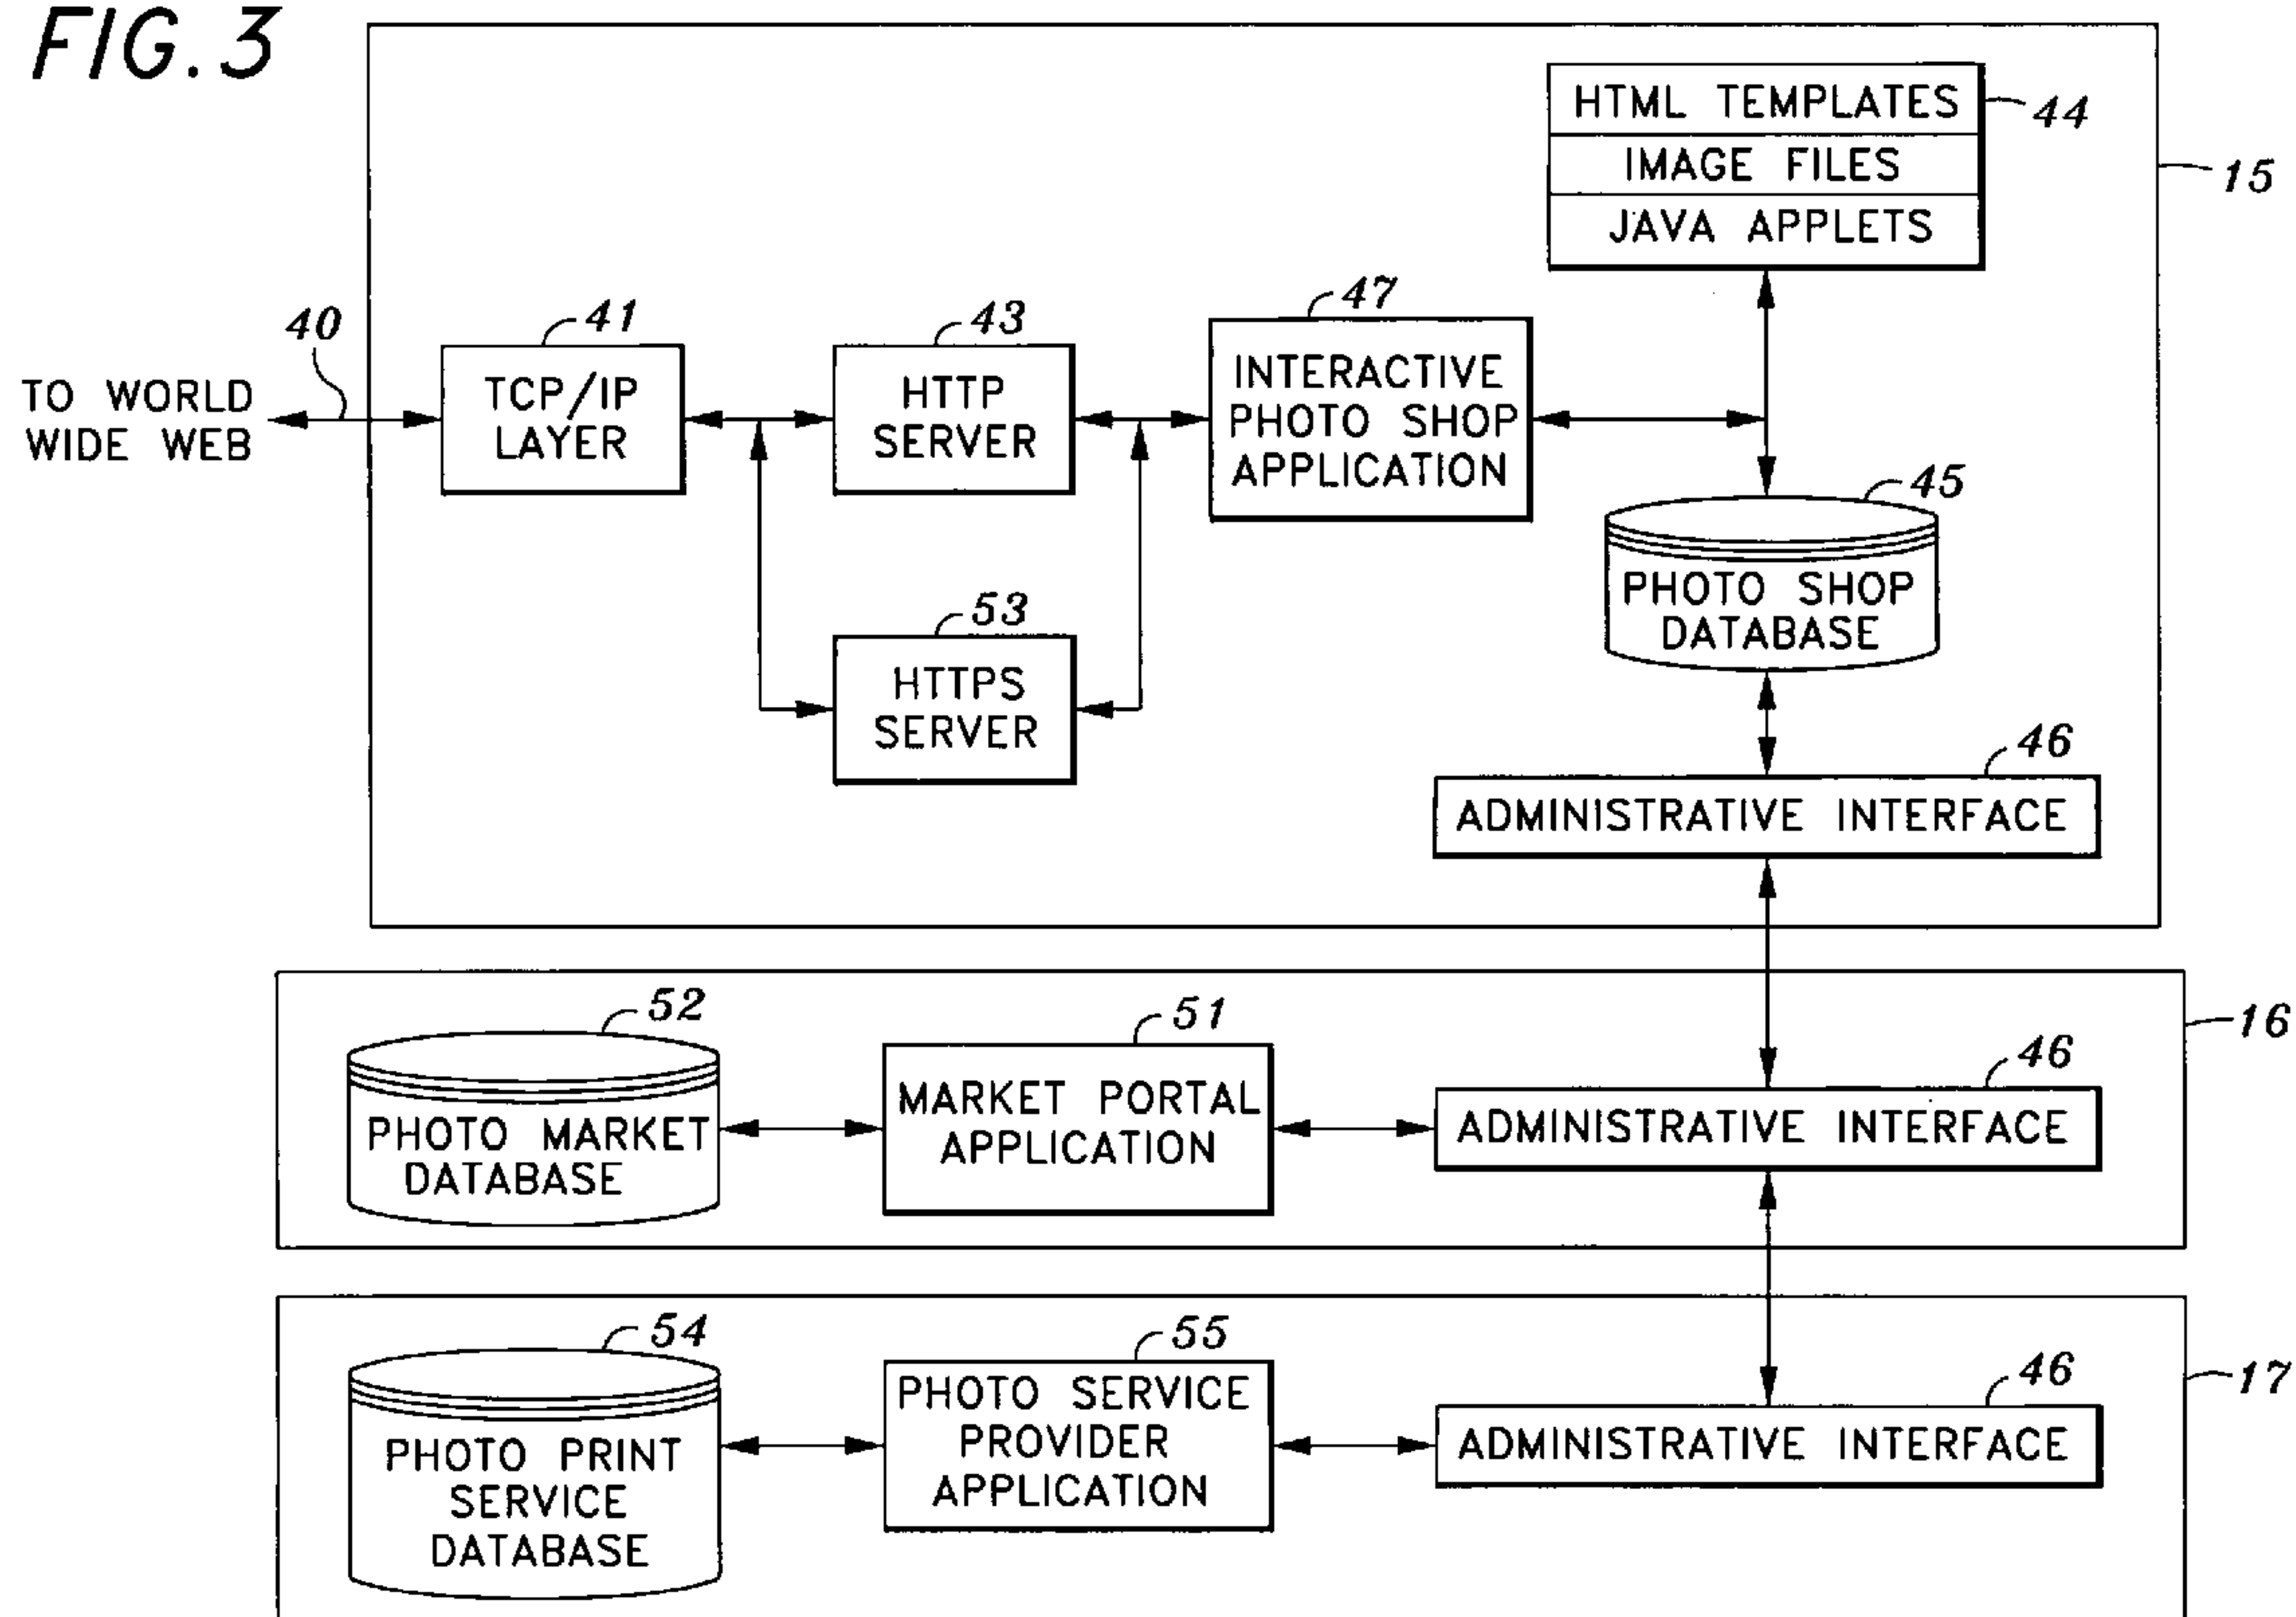 FIG. 3
HTML TEMPLATES
44
IMAGE FILES
JAVA APPLETS
15
40
TO WORLD
WIDE WEB
41
TCP/IP
LAYER
43
HTTP
SERVER
47
INTERACTIVE
PHOTO SHOP
APPLICATION
45
PHOTO SHOP
DATABASE
53
HTTPS
SERVER
46
ADMINISTRATIVE INTERFACE
52
PHOTO MARKET
DATABASE
51
MARKET PORTAL
APPLICATION
46
ADMINISTRATIVE INTERFACE
16
54
PHOTO PRINT
SERVICE
DATABASE
55
PHOTO SERVICE
PROVIDER
APPLICATION
46
ADMINISTRATIVE INTERFACE
17